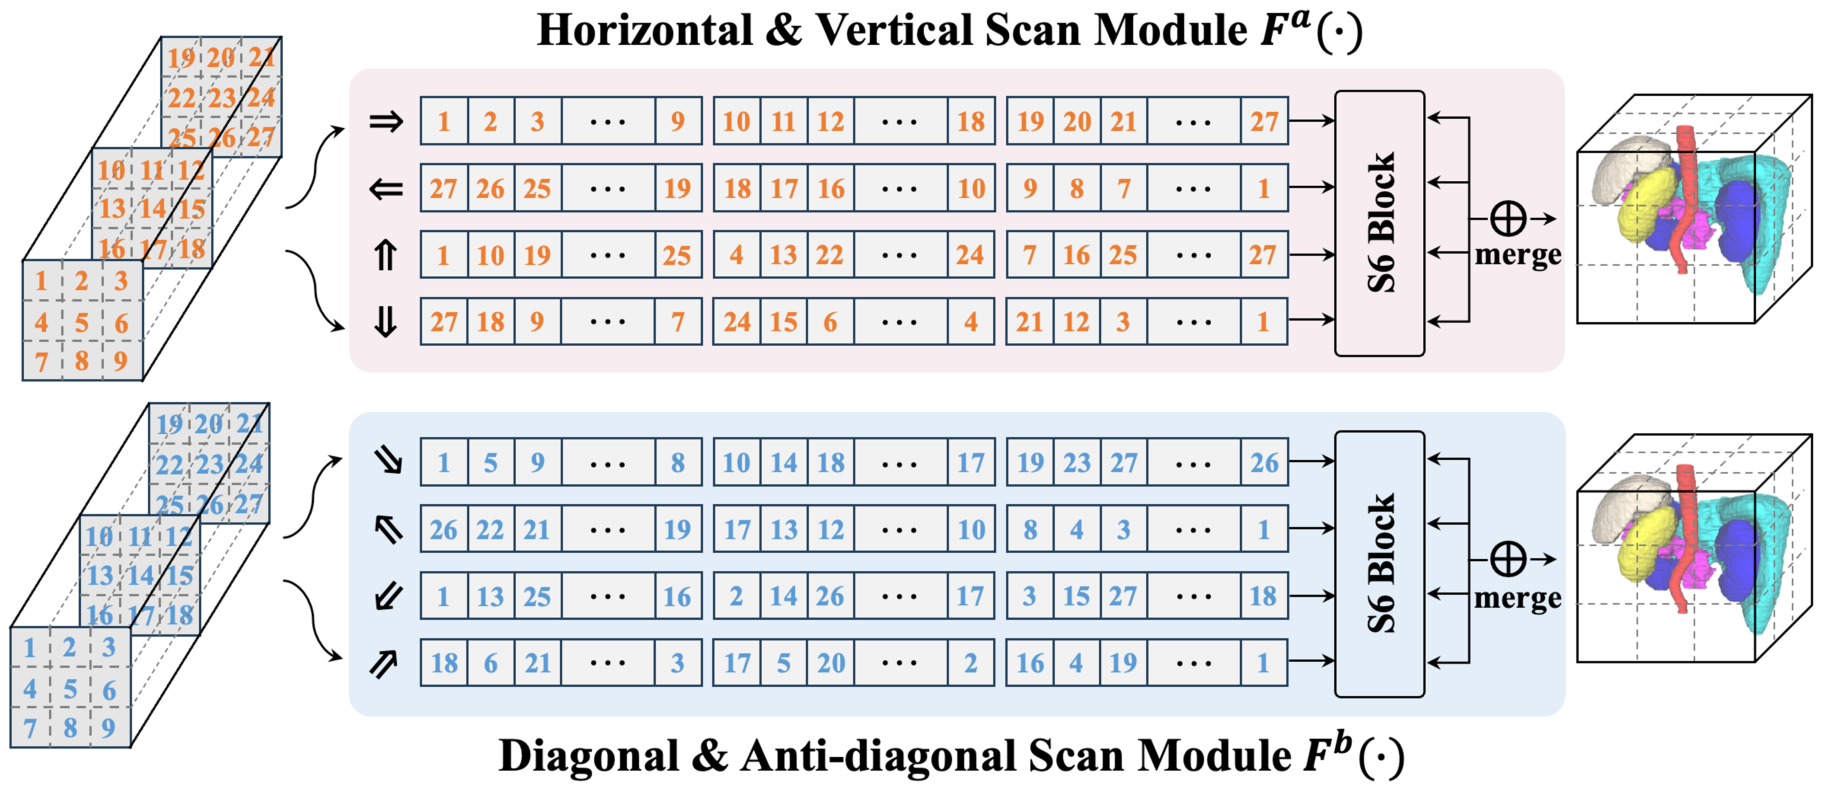 Horizontal & Vertical Scan Module Fᵃ(·)
19 20 21
22 23 24
25 26 27
10 11 12
13 14 15
16 17 18
1 2 3
4 5 6
7 8 9
⇒ 1 2 3 ··· 9 10 11 12 ··· 18 19 20 21 ··· 27
⇐ 27 26 25 ··· 19 18 17 16 ··· 10 9 8 7 ··· 1
⇑ 1 10 19 ··· 25 4 13 22 ··· 24 7 16 25 ··· 27
⇓ 27 18 9 ··· 7 24 15 6 ··· 4 21 12 3 ··· 1
S6 Block
merge
19 20 21
22 23 24
25 26 27
10 11 12
13 14 15
16 17 18
1 2 3
4 5 6
7 8 9
⇘ 1 5 9 ··· 8 10 14 18 ··· 17 19 23 27 ··· 26
⇖ 26 22 21 ··· 19 17 13 12 ··· 10 8 4 3 ··· 1
⇙ 1 13 25 ··· 16 2 14 26 ··· 17 3 15 27 ··· 18
⇗ 18 6 21 ··· 3 17 5 20 ··· 2 16 4 19 ··· 1
S6 Block
merge
Diagonal & Anti-diagonal Scan Module Fᵇ(·)